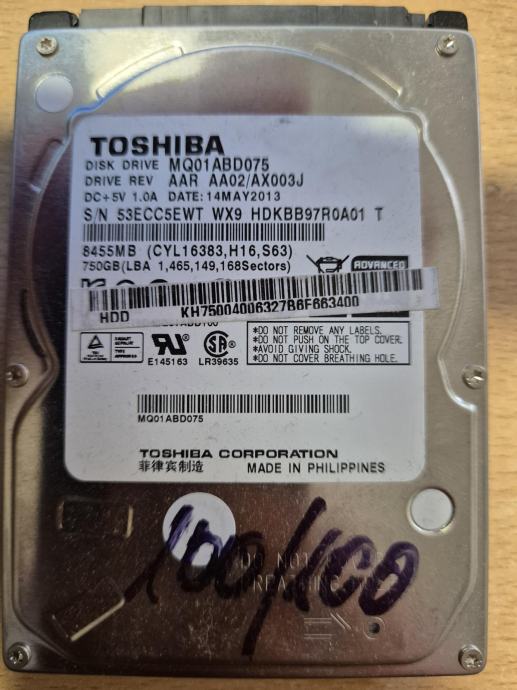 TOSHIBA
DISK DRIVE MQ01ABD075
DRIVE REV AAR AA02/AX003J
DC+5V 1.0A DATE:14MAY2013
S/N 53ECC5EWT WX9 HDKBB97R0A01 T
8455MB (CYL16383,H16,S63)
750GB(LBA 1,465,149,168Sectors)
ADVANCED
HDD KH75004006327B6F663400
E145163
LR39635
*DO NOT REMOVE ANY LABELS.
*DO NOT PUSH ON THE TOP COVER.
*AVOID GIVING SHOCK.
*DO NOT COVER BREATHING HOLE.
MQ01ABD075
TOSHIBA CORPORATION
菲律宾制造 MADE IN PHILIPPINES
DO NOT
100/100